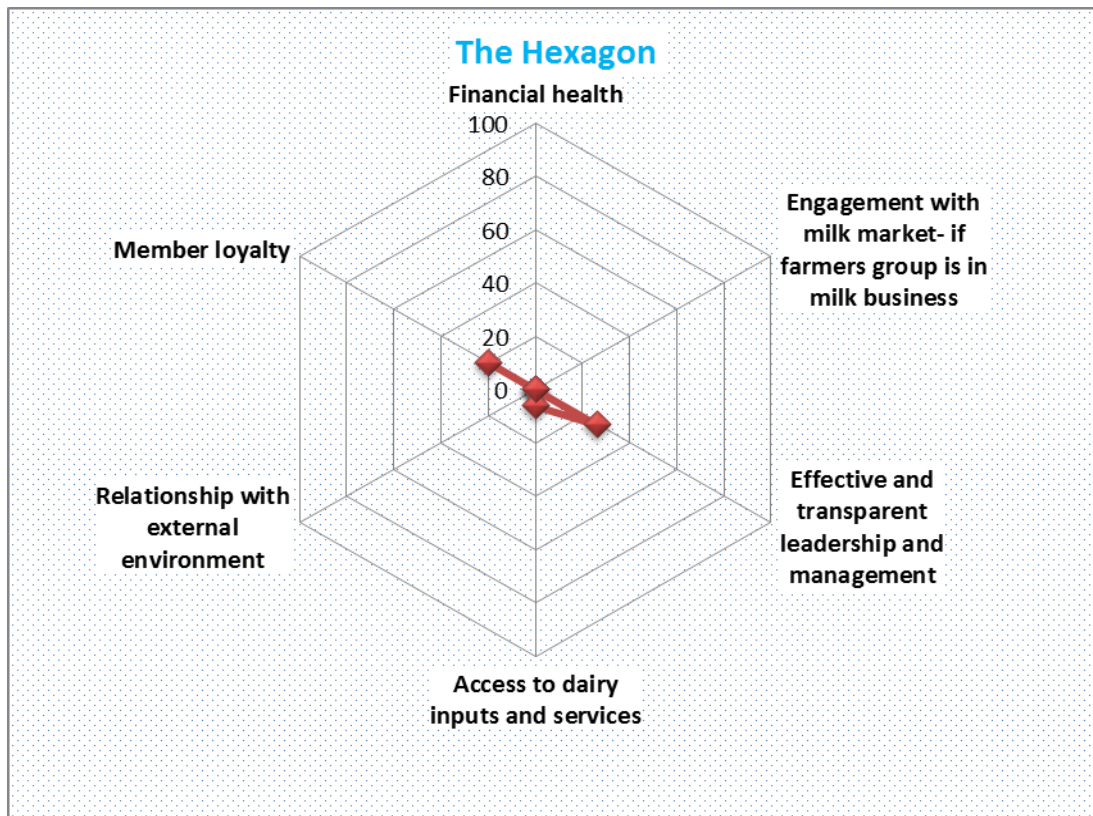 The Hexagon
Financial health
100
80
60
40
20
0
Engagement with
milk market- if
farmers group is in
milk business
Effective and
transparent
leadership and
management
Access to dairy
inputs and services
Relationship with
external
environment
Member loyalty